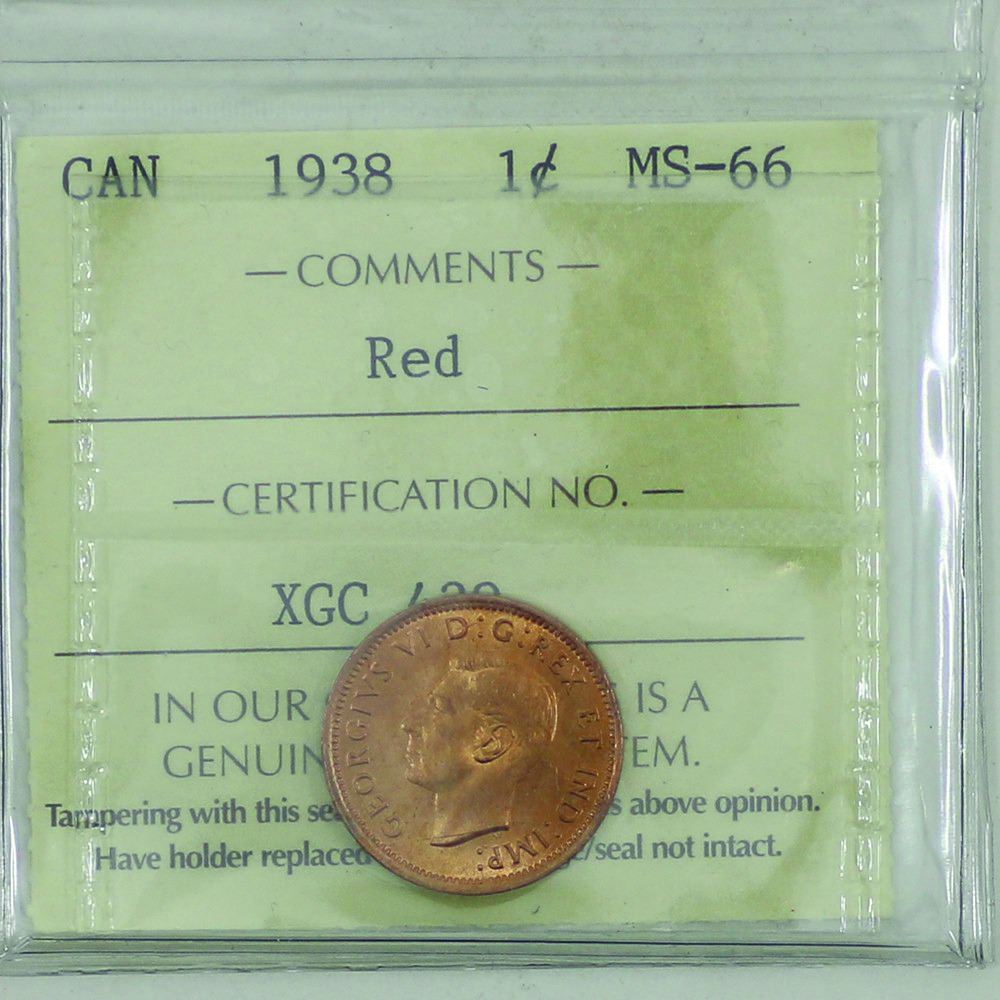 CAN 1938 1¢ MS-66
— COMMENTS —
Red
— CERTIFICATION NO. —
XGC
IN OUR IS A
GENUIN EM.
Tampering with this se s above opinion.
Have holder replaced e/seal not intact.
GEORGIVS VI D:G:REX ET IND:IMP: